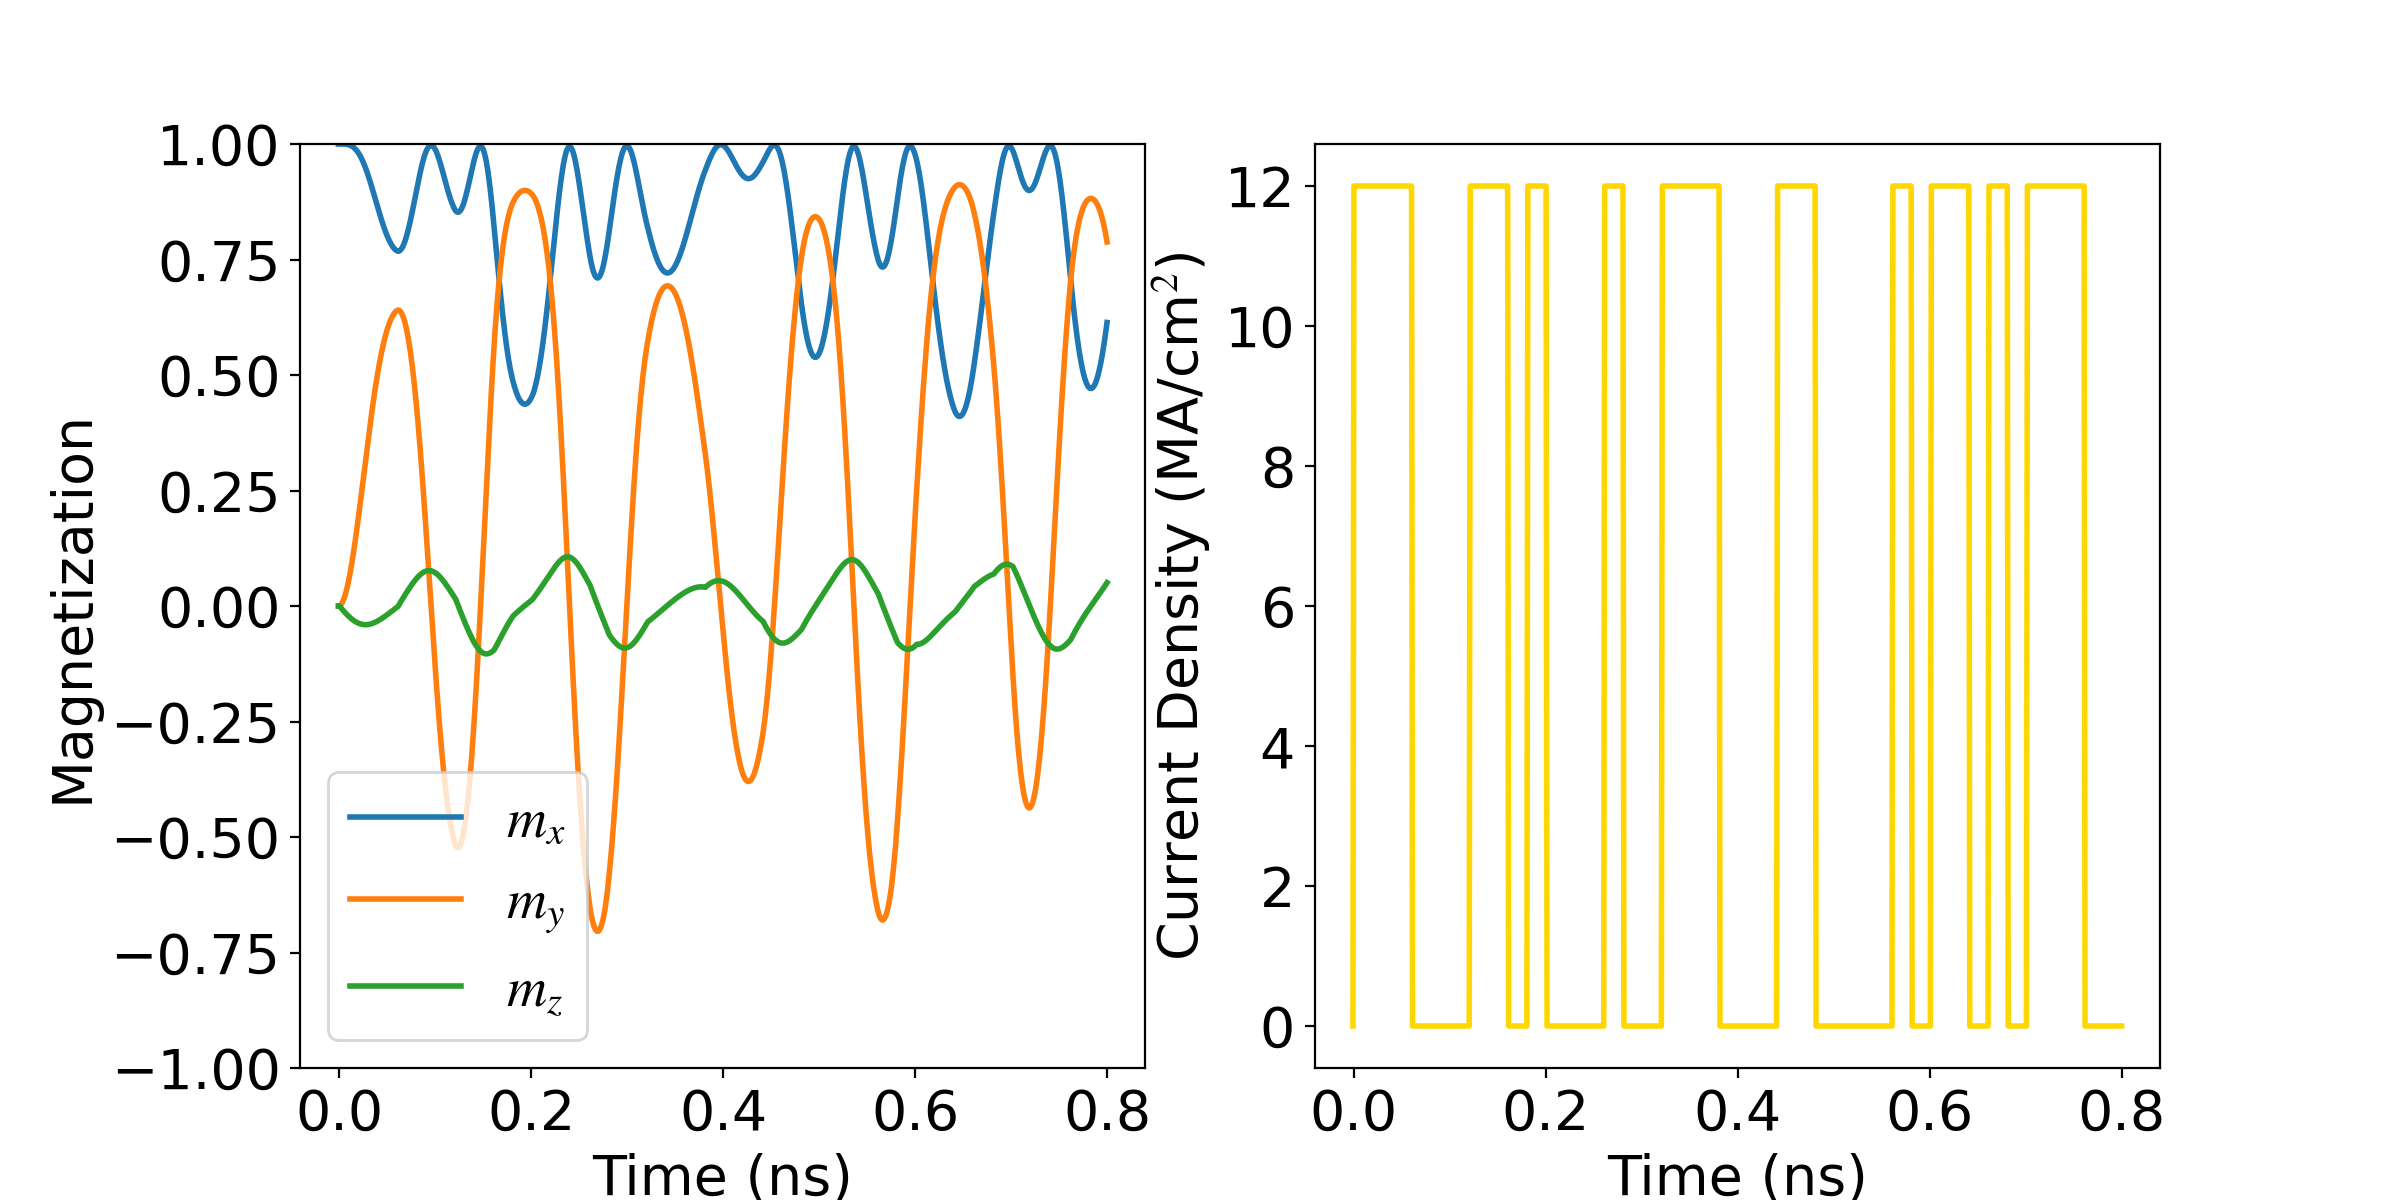 Magnetization
1.00
0.75
0.50
0.25
0.00
−0.25
−0.50
−0.75
−1.00
m_x
m_y
m_z
0.0 0.2 0.4 0.6 0.8
Time (ns)
Current Density (MA/cm²)
12
10
8
6
4
2
0
0.0 0.2 0.4 0.6 0.8
Time (ns)